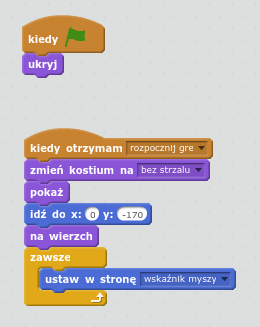 kiedy
ukryj
kiedy otrzymam rozpocznij grę
zmień kostium na bez strzału
pokaż
idź do x: 0 y: -170
na wierzch
zawsze
ustaw w stronę wskaźnik myszy